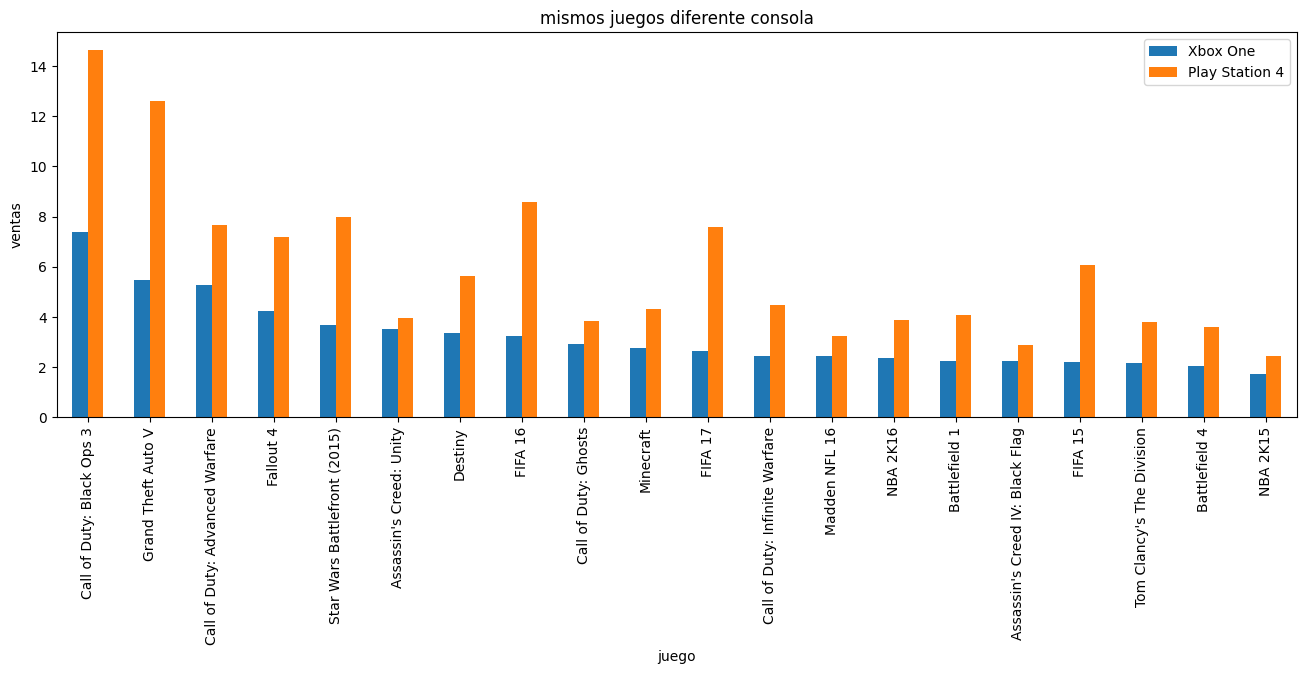 mismos juegos diferente consola
Xbox One
Play Station 4
ventas
14
12
10
8
6
4
2
0
Call of Duty: Black Ops 3
Grand Theft Auto V
Call of Duty: Advanced Warfare
Fallout 4
Star Wars Battlefront (2015)
Assassin's Creed: Unity
Destiny
FIFA 16
Call of Duty: Ghosts
Minecraft
FIFA 17
Call of Duty: Infinite Warfare
Madden NFL 16
NBA 2K16
Battlefield 1
Assassin's Creed IV: Black Flag
FIFA 15
Tom Clancy's The Division
Battlefield 4
NBA 2K15
juego